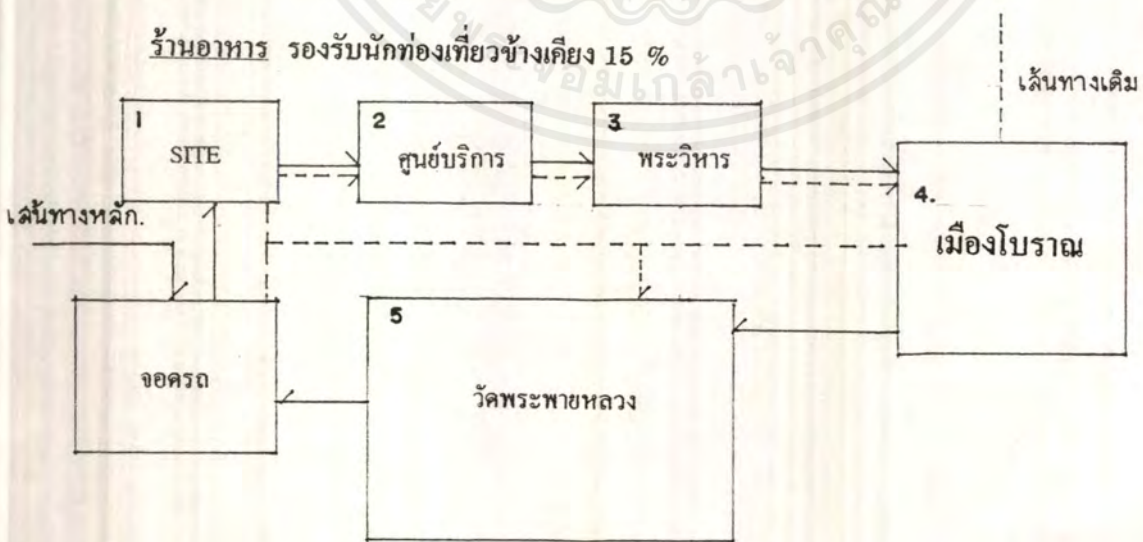 ร้านอาหาร รองรับนักท่องเที่ยวข้างเคียง 15 %
เส้นทางเดิม
1
SITE
2
ศูนย์บริการ
3
พระวิหาร
4.
เมืองโบราณ
เส้นทางหลัก.
จอดรถ
5
วัดพระพายหลวง